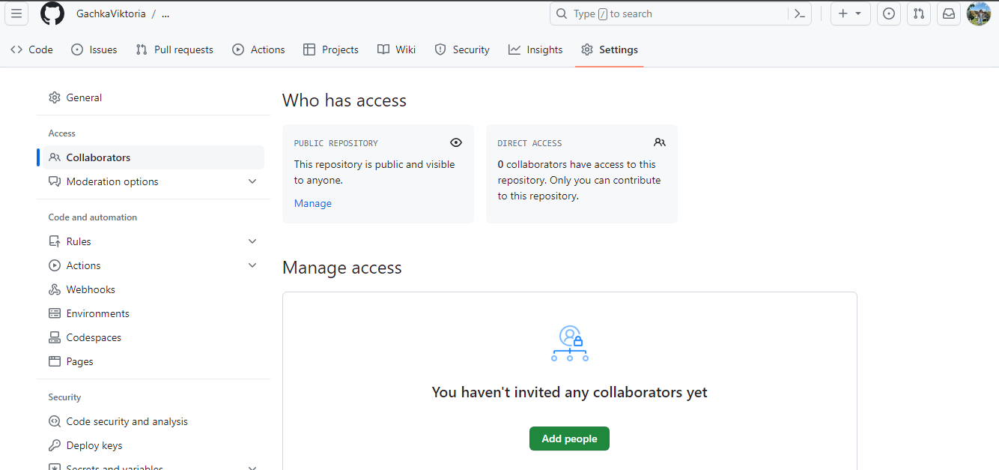 GachkaViktoria / ...
Type / to search
Code
Issues
Pull requests
Actions
Projects
Wiki
Security
Insights
Settings
General
Access
Collaborators
Moderation options
Code and automation
Rules
Actions
Webhooks
Environments
Codespaces
Pages
Security
Code security and analysis
Deploy keys
Secrets and variables
Who has access
PUBLIC REPOSITORY
This repository is public and visible
to anyone.
Manage
DIRECT ACCESS
0 collaborators have access to this
repository. Only you can contribute
to this repository.
Manage access
You haven't invited any collaborators yet
Add people